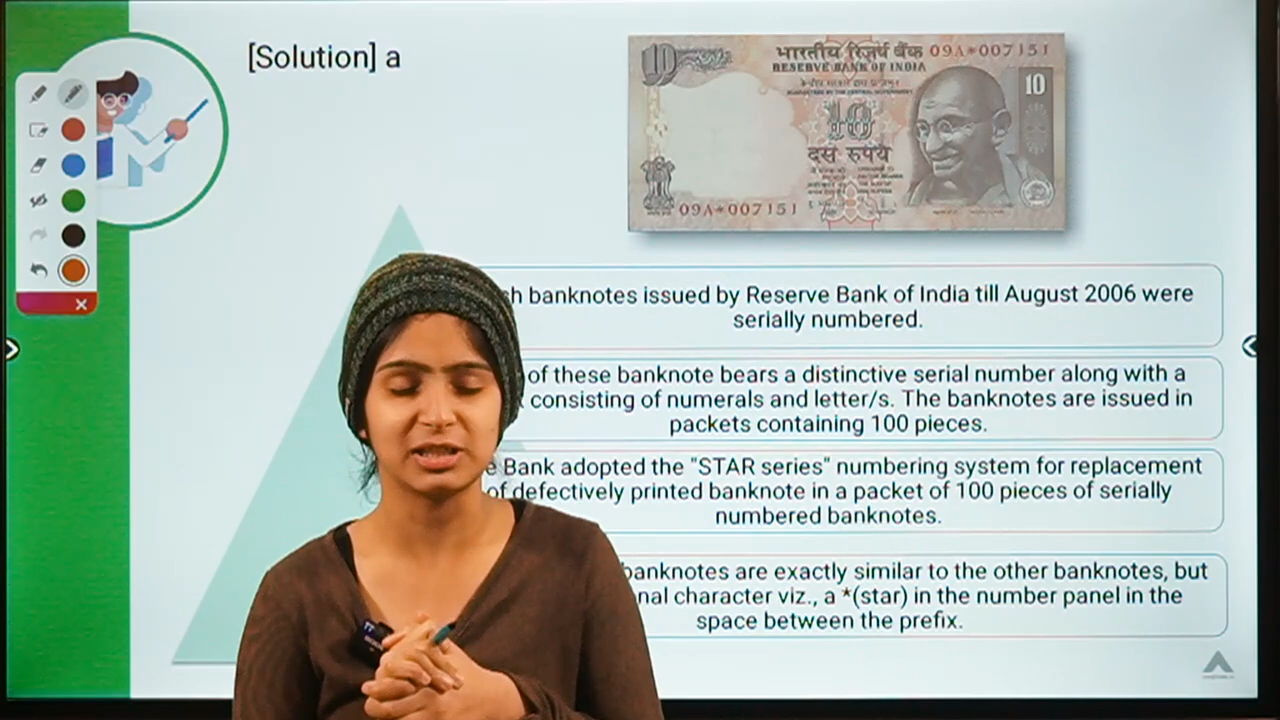 [Solution] a
10
भारतीय रिज़र्व बैंक 09A*007151
RESERVE BANK OF INDIA
10
10
दस रुपये
09A*007151
banknotes issued by Reserve Bank of India till August 2006 were
serially numbered.
of these banknote bears a distinctive serial number along with a
consisting of numerals and letter/s. The banknotes are issued in
packets containing 100 pieces.
Bank adopted the "STAR series" numbering system for replacement
of defectively printed banknote in a packet of 100 pieces of serially
numbered banknotes.
banknotes are exactly similar to the other banknotes, but
character viz., a *(star) in the number panel in the
space between the prefix.